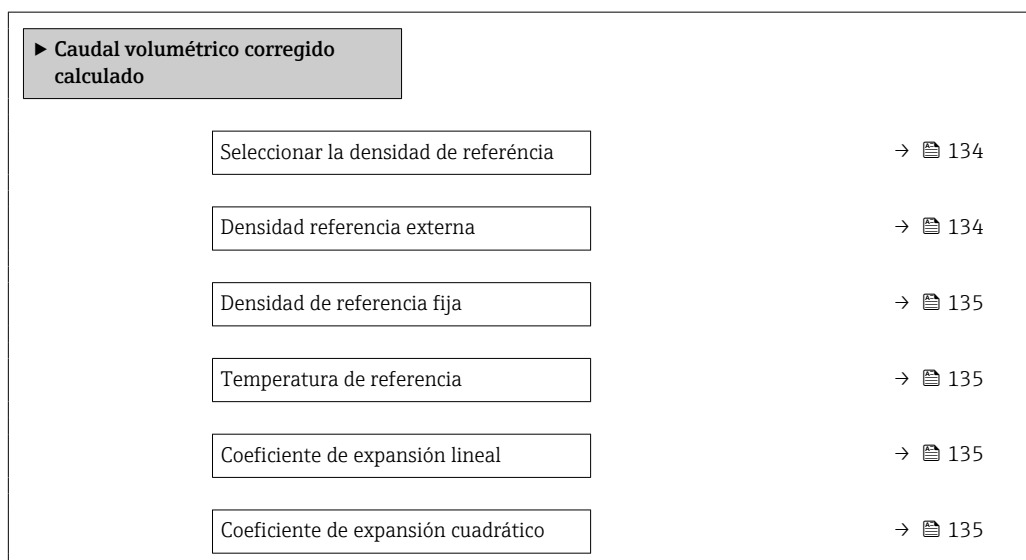 ▶ Caudal volumétrico corregido
calculado
Seleccionar la densidad de referéncia → 134
Densidad referencia externa → 134
Densidad de referencia fija → 135
Temperatura de referencia → 135
Coeficiente de expansión lineal → 135
Coeficiente de expansión cuadrático → 135